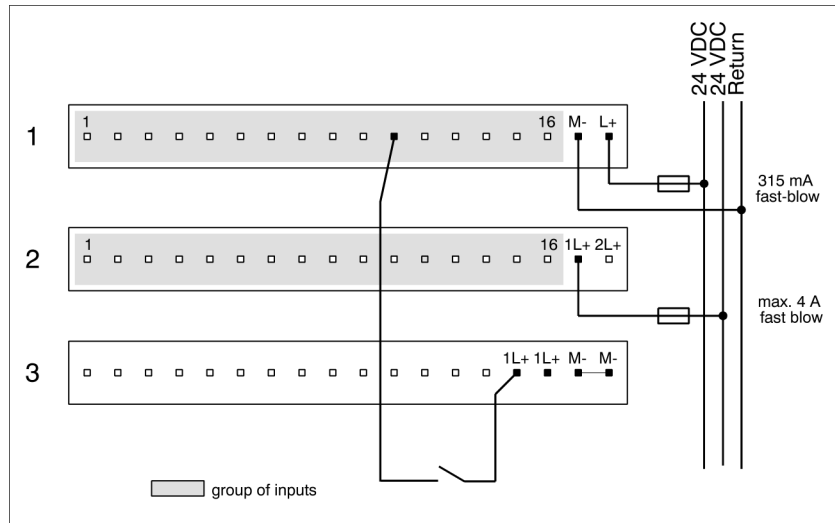 24 VDC
24 VDC
Return
1
1 16 M- L+
315 mA
fast-blow
2
1 16 1L+ 2L+
max. 4 A
fast blow
3
1L+ 1L+ M- M-
group of inputs